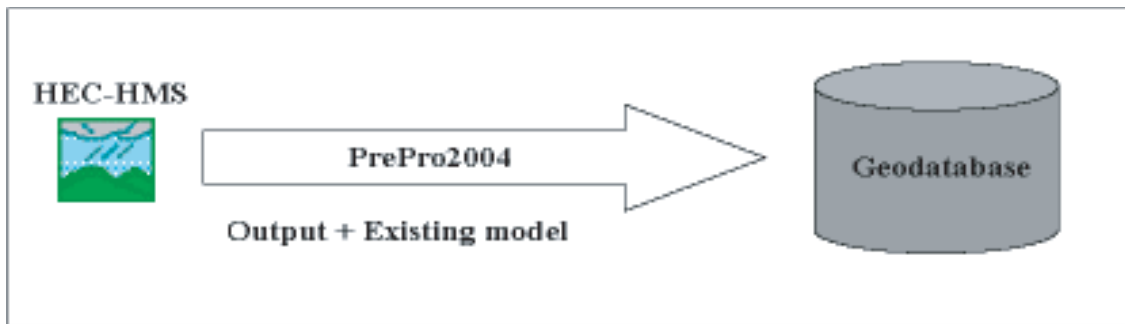 HEC-HMS
PrePro2004
Geodatabase
Output + Existing model